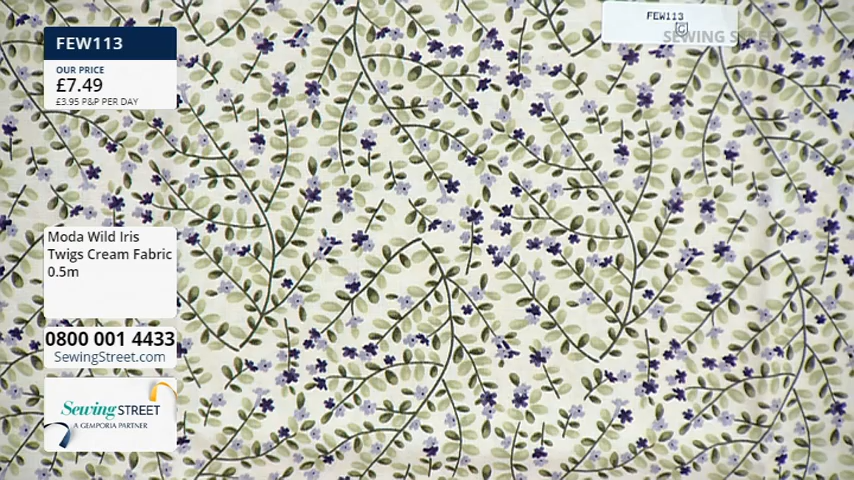 FEW113
OUR PRICE
£7.49
£3.95 P&P PER DAY
Moda Wild Iris
Twigs Cream Fabric
0.5m
0800 001 4433
SewingStreet.com
Sewing STREET
A GEMPORIA PARTNER
FEW113
C
SEWING STREET